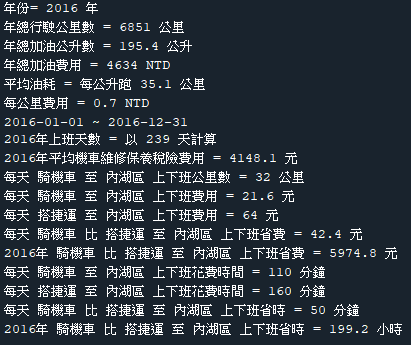 年份= 2016 年
年總行駛公里數 = 6851 公里
年總加油公升數 = 195.4 公升
年總加油費用 = 4634 NTD
平均油耗 = 每公升跑 35.1 公里
每公里費用 = 0.7 NTD
2016-01-01 ~ 2016-12-31
2016年上班天數 = 以 239 天計算
2016年平均機車維修保養稅險費用 = 4148.1 元
每天 騎機車 至 內湖區 上下班公里數 = 32 公里
每天 騎機車 至 內湖區 上下班費用 = 21.6 元
每天 搭捷運 至 內湖區 上下班費用 = 64 元
每天 騎機車 比 搭捷運 至 內湖區 上下班省費 = 42.4 元
2016年 騎機車 比 搭捷運 至 內湖區 上下班省費 = 5974.8 元
每天 騎機車 至 內湖區 上下班花費時間 = 110 分鐘
每天 搭捷運 至 內湖區 上下班花費時間 = 160 分鐘
每天 騎機車 比 搭捷運 至 內湖區 上下班省時 = 50 分鐘
2016年 騎機車 比 搭捷運 至 內湖區 上下班省時 = 199.2 小時